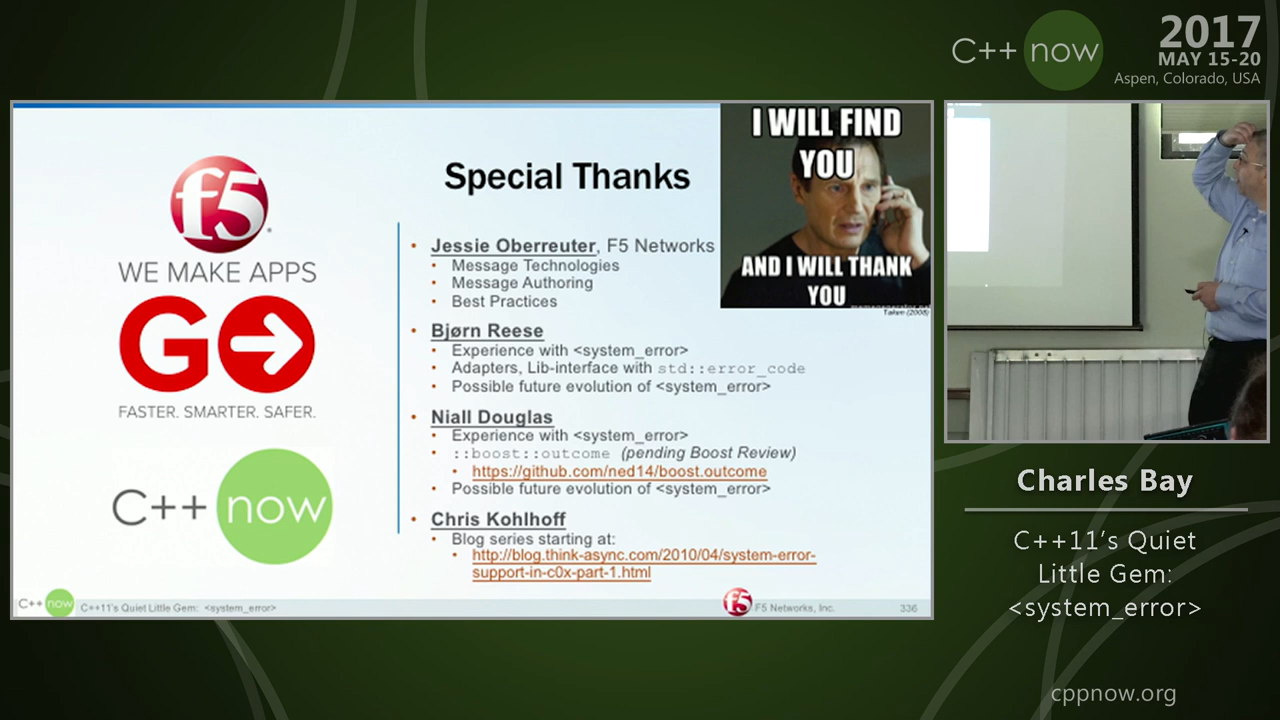 C++ now
2017
MAY 15-20
Aspen, Colorado, USA
f5
WE MAKE APPS
GO
FASTER. SMARTER. SAFER.
C++ now
Special Thanks
I WILL FIND
YOU
AND I WILL THANK
YOU
Taken (2008)
• Jessie Oberreuter, F5 Networks
• Message Technologies
• Message Authoring
• Best Practices
• Bjørn Reese
• Experience with <system_error>
• Adapters, Lib-interface with std::error_code
• Possible future evolution of <system_error>
• Niall Douglas
• Experience with <system_error>
• ::boost::outcome (pending Boost Review)
• https://github.com/ned14/boost.outcome
• Possible future evolution of <system_error>
• Chris Kohlhoff
• Blog series starting at:
• http://blog.think-async.com/2010/04/system-error-
support-in-c0x-part-1.html
C++ now C++11's Quiet Little Gem: <system_error>
f5 F5 Networks, Inc.
336
Charles Bay
C++11’s Quiet
Little Gem:
<system_error>
cppnow.org